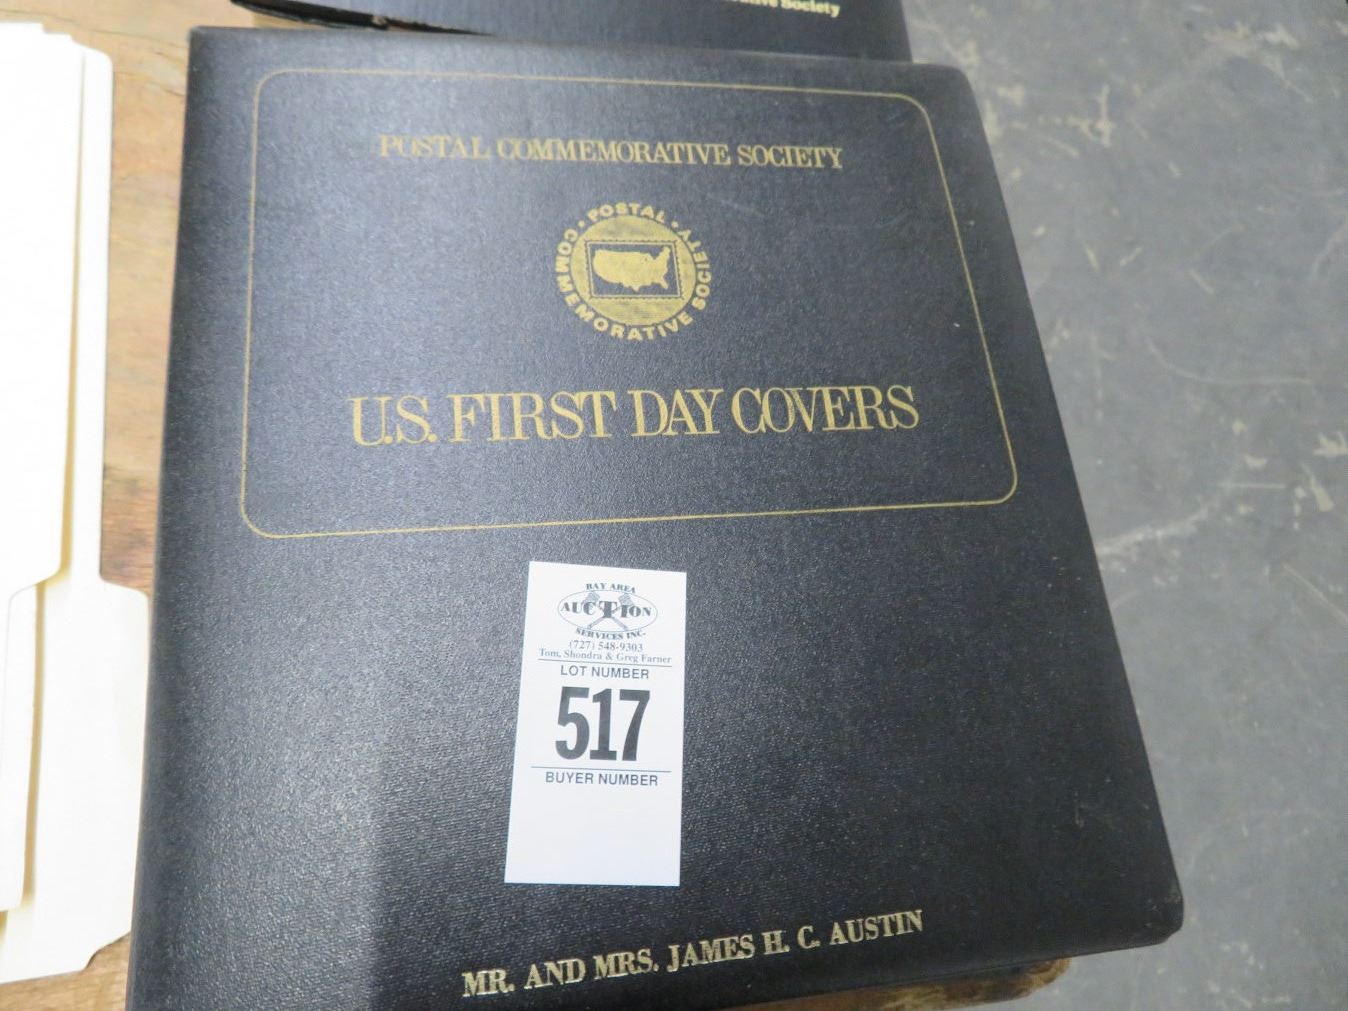 Society
POSTAL COMMEMORATIVE SOCIETY
• POSTAL • COMMEMORATIVE SOCIETY
U.S. FIRST DAY COVERS
BAY AREA
AUCTION
SERVICES INC.
(727) 548-9303
Tom, Shondra & Greg Farner
LOT NUMBER
517
BUYER NUMBER
MR. AND MRS. JAMES H. C. AUSTIN